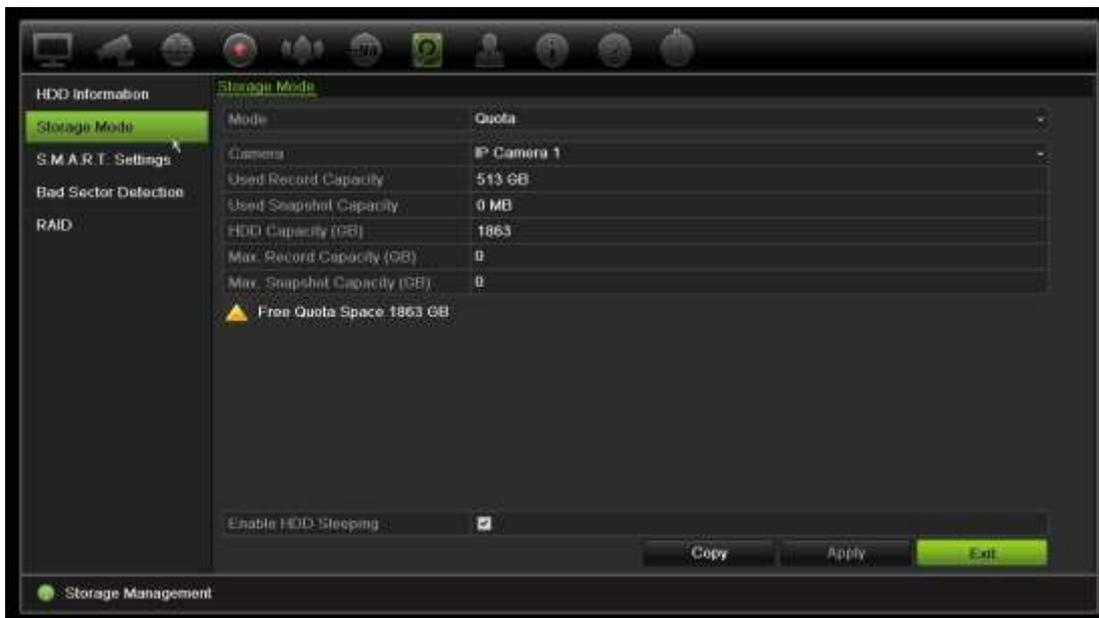 HDD Information
Storage Mode
S.M.A.R.T. Settings
Bad Sector Detection
RAID
Storage Mode
Mode Quota
Camera IP Camera 1
Used Record Capacity 513 GB
Used Snapshot Capacity 0 MB
HDD Capacity (GB) 1863
Max. Record Capacity (GB) 0
Max. Snapshot Capacity (GB) 0
Free Quota Space 1863 GB
Enable HDD Sleeping
Copy Apply Exit
Storage Management